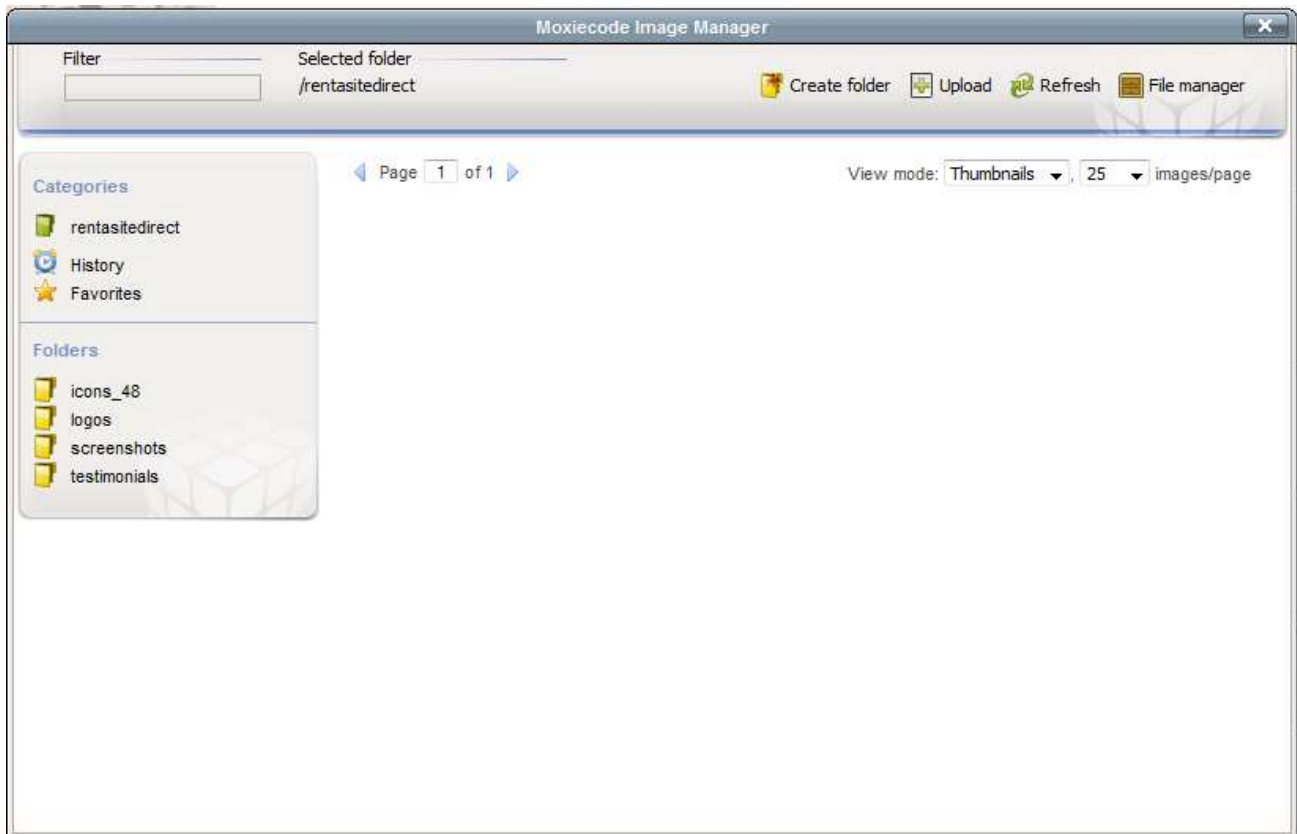 Moxiecode Image Manager
Filter
Selected folder
/rentasitedirect
Create folder Upload Refresh File manager
Categories
rentasitedirect
History
Favorites
Folders
icons_48
logos
screenshots
testimonials
Page 1 of 1
View mode: Thumbnails , 25 images/page